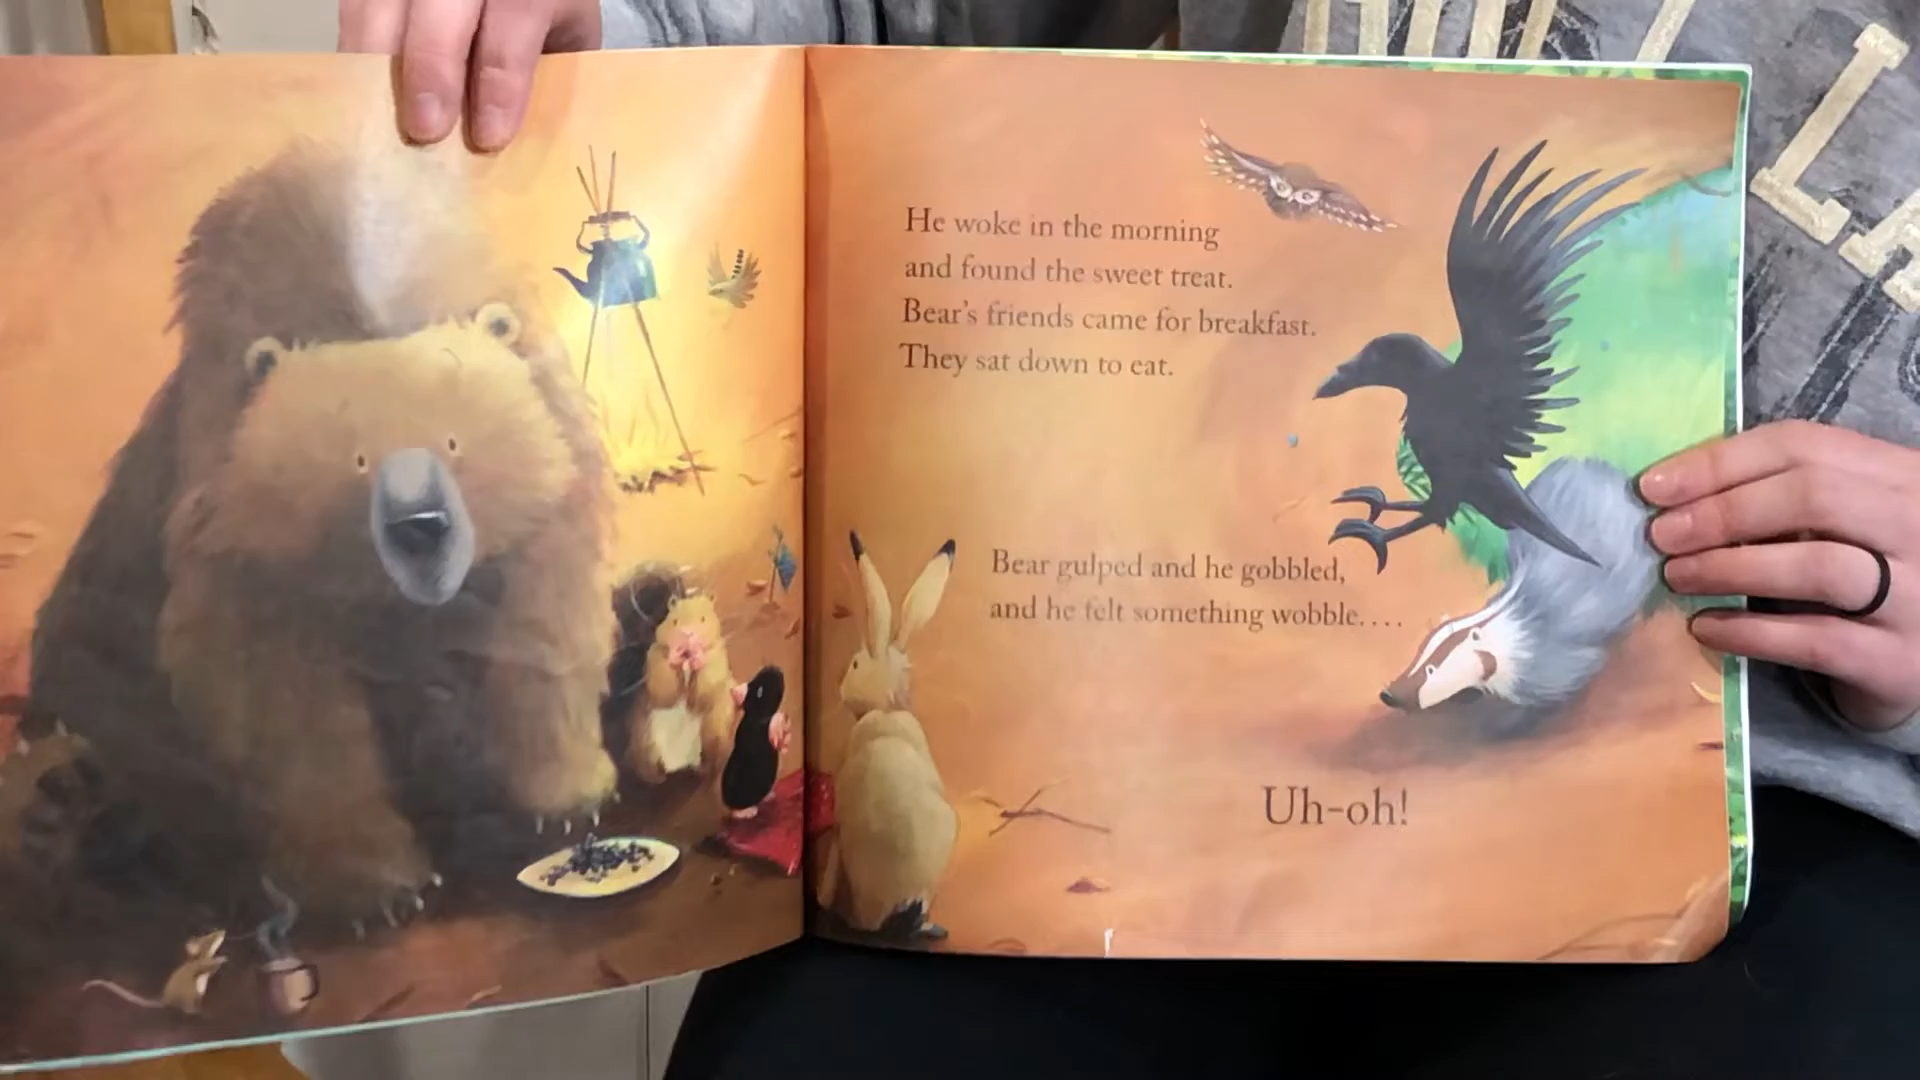 He woke in the morning
and found the sweet treat.
Bear's friends came for breakfast.
They sat down to eat.
Bear gulped and he gobbled,
and he felt something wobble....
Uh-oh!